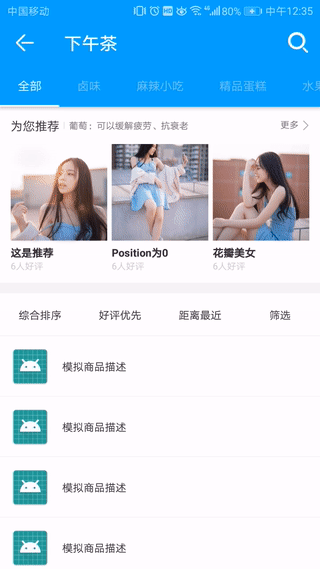 中国移动 HD 4G 80% 中午12:35
下午茶
全部 卤味 麻辣小吃 精品蛋糕 水果
为您推荐 葡萄：可以缓解疲劳、抗衰老 更多
这是推荐 Position为0 花瓣美女
6人好评 6人好评 6人好评
综合排序 好评优先 距离最近 筛选
模拟商品描述
模拟商品描述
模拟商品描述
模拟商品描述